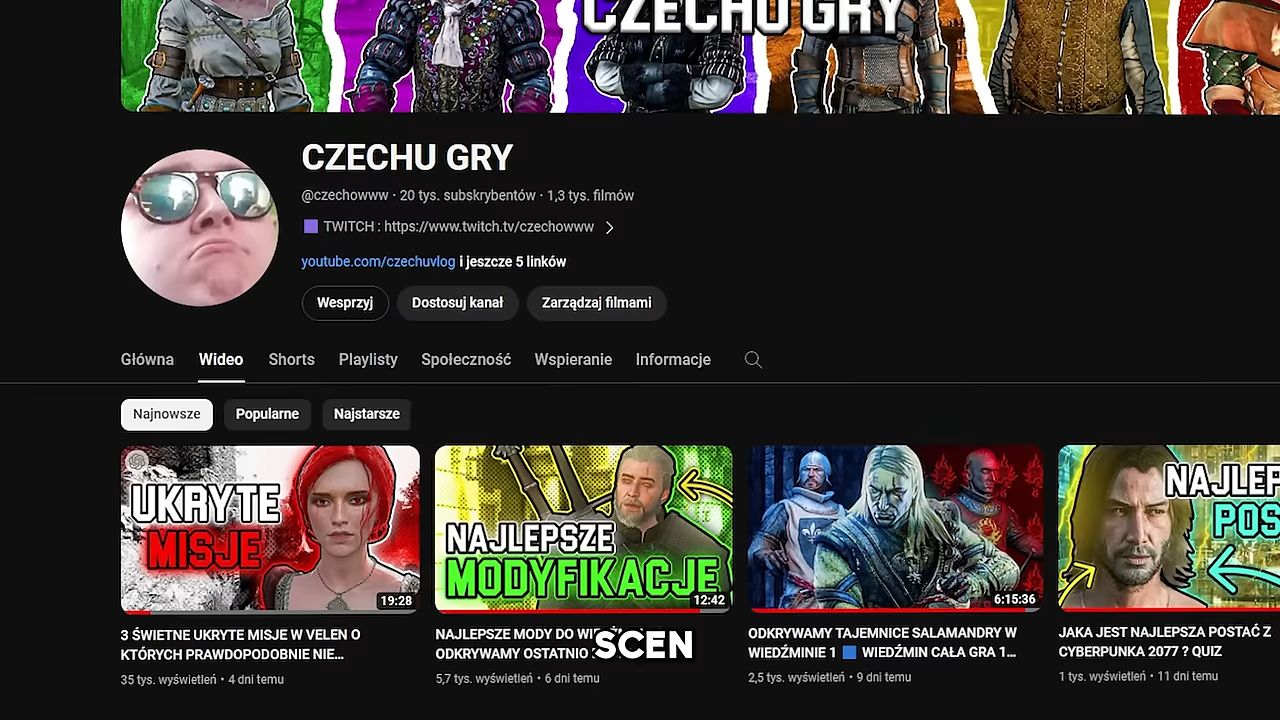 CZECHU GRY
CZECHU GRY
@czechowww · 20 tys. subskrybentów · 1,3 tys. filmów
TWITCH : https://www.twitch.tv/czechowww
youtube.com/czechuvlog i jeszcze 5 linków
Wesprzyj Dostosuj kanał Zarządzaj filmami
Główna Wideo Shorts Playlisty Społeczność Wspieranie Informacje
Najnowsze Popularne Najstarsze
UKRYTE
MISJE
19:28
NAJLEPSZE
MODYFIKACJE
12:42
6:15:36
3 ŚWIETNE UKRYTE MISJE W VELEN O
KTÓRYCH PRAWDOPODOBNIE NIE...
35 tys. wyświetleń · 4 dni temu
NAJLEPSZE MODY DO
ODKRYWAMY OSTATNIO
5,7 tys. wyświetleń · 6 dni temu
SCEN
ODKRYWAMY TAJEMNICE SALAMANDRY W
WIEDŹMINIE 1 WIEDŹMIN CAŁA GRA 1...
2,5 tys. wyświetleń · 9 dni temu
JAKA JEST NAJLEPSZA POSTAĆ Z
CYBERPUNKA 2077 ? QUIZ
1 tys. wyświetleń · 11 dni temu